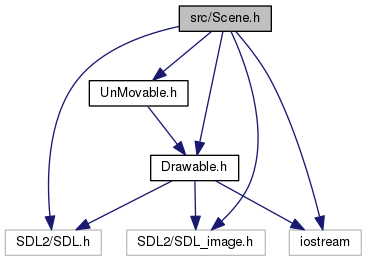 src/Scene.h
UnMovable.h
Drawable.h
SDL2/SDL.h
SDL2/SDL_image.h
iostream